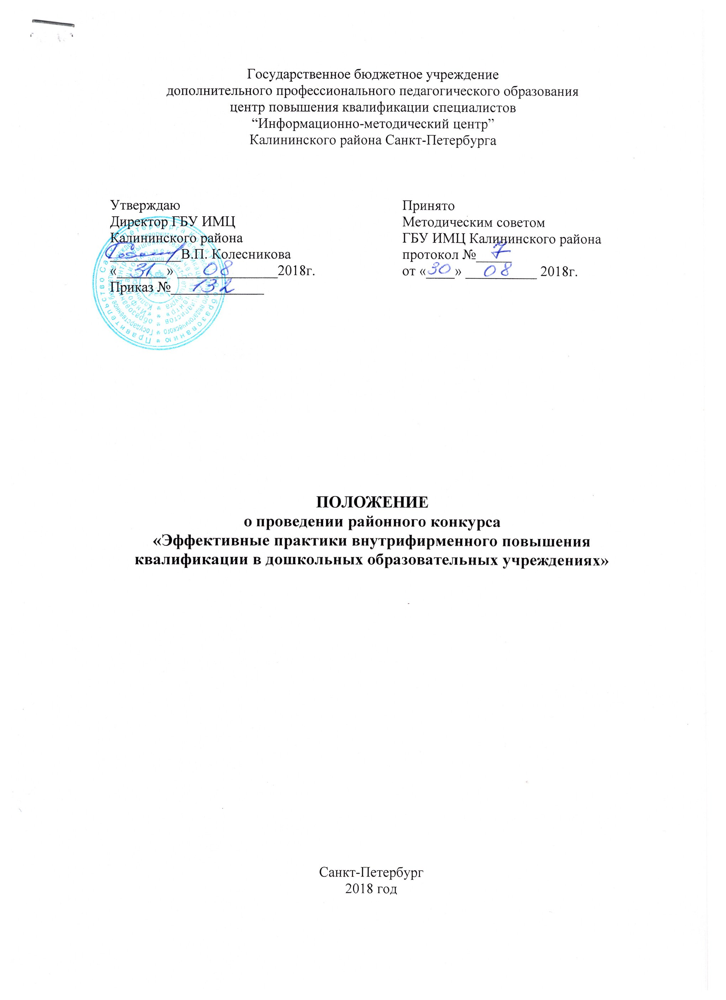 Государственное бюджетное учреждение
дополнительного профессионального педагогического образования
центр повышения квалификации специалистов
“Информационно-методический центр”
Калининского района Санкт-Петербурга
Утверждаю
Директор ГБУ ИМЦ
Калининского района
__________В.П. Колесникова
«31» 08 2018г.
Приказ № 132
Принято
Методическим советом
ГБУ ИМЦ Калининского района
протокол № 7
от «30» 08 2018г.
ПОЛОЖЕНИЕ
о проведении районного конкурса
«Эффективные практики внутрифирменного повышения
квалификации в дошкольных образовательных учреждениях»
Санкт-Петербург
2018 год